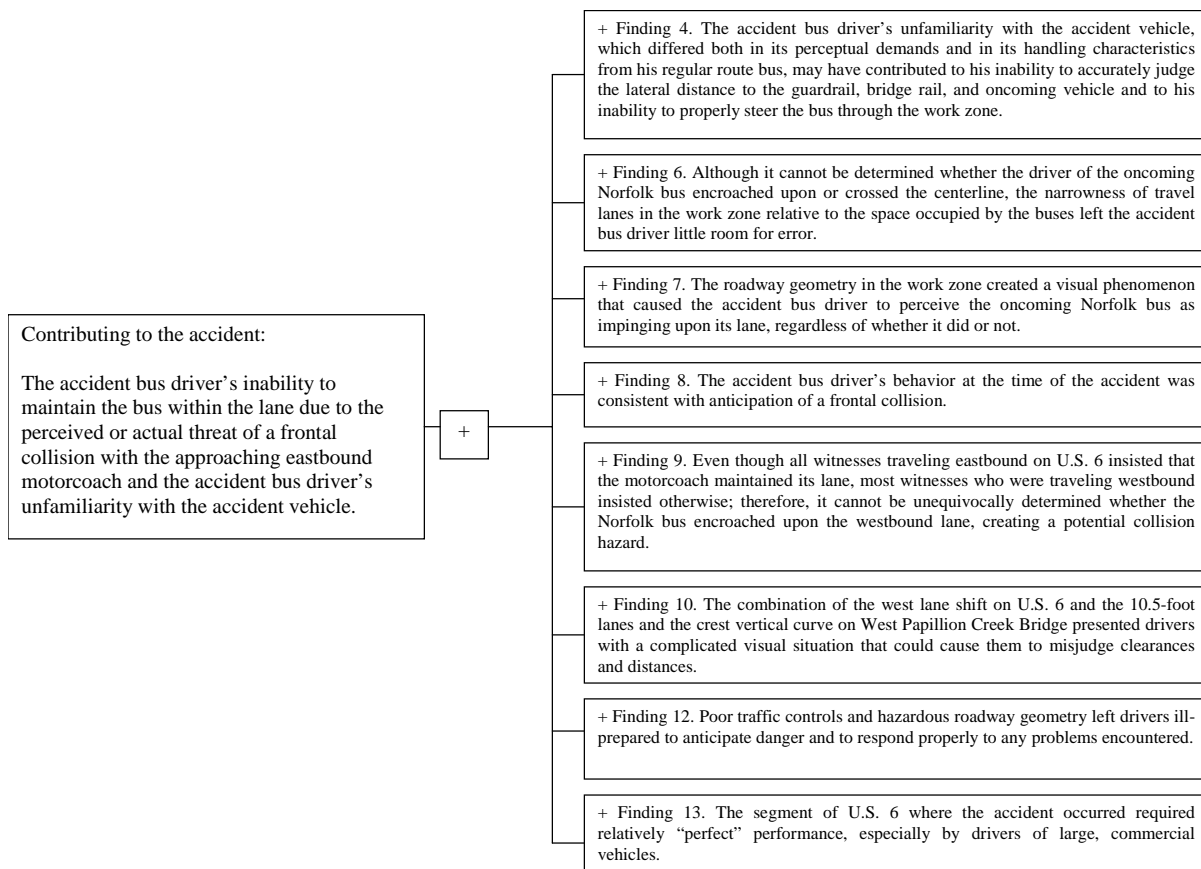 + Finding 4. The accident bus driver’s unfamiliarity with the accident vehicle,
which differed both in its perceptual demands and in its handling characteristics
from his regular route bus, may have contributed to his inability to accurately judge
the lateral distance to the guardrail, bridge rail, and oncoming vehicle and to his
inability to properly steer the bus through the work zone.
+ Finding 6. Although it cannot be determined whether the driver of the oncoming
Norfolk bus encroached upon or crossed the centerline, the narrowness of travel
lanes in the work zone relative to the space occupied by the buses left the accident
bus driver little room for error.
+ Finding 7. The roadway geometry in the work zone created a visual phenomenon
that caused the accident bus driver to perceive the oncoming Norfolk bus as
impinging upon its lane, regardless of whether it did or not.
Contributing to the accident:
The accident bus driver’s inability to
maintain the bus within the lane due to the
perceived or actual threat of a frontal
collision with the approaching eastbound
motorcoach and the accident bus driver’s
unfamiliarity with the accident vehicle.
+
+ Finding 8. The accident bus driver’s behavior at the time of the accident was
consistent with anticipation of a frontal collision.
+ Finding 9. Even though all witnesses traveling eastbound on U.S. 6 insisted that
the motorcoach maintained its lane, most witnesses who were traveling westbound
insisted otherwise; therefore, it cannot be unequivocally determined whether the
Norfolk bus encroached upon the westbound lane, creating a potential collision
hazard.
+ Finding 10. The combination of the west lane shift on U.S. 6 and the 10.5-foot
lanes and the crest vertical curve on West Papillion Creek Bridge presented drivers
with a complicated visual situation that could cause them to misjudge clearances
and distances.
+ Finding 12. Poor traffic controls and hazardous roadway geometry left drivers ill-
prepared to anticipate danger and to respond properly to any problems encountered.
+ Finding 13. The segment of U.S. 6 where the accident occurred required
relatively “perfect” performance, especially by drivers of large, commercial
vehicles.